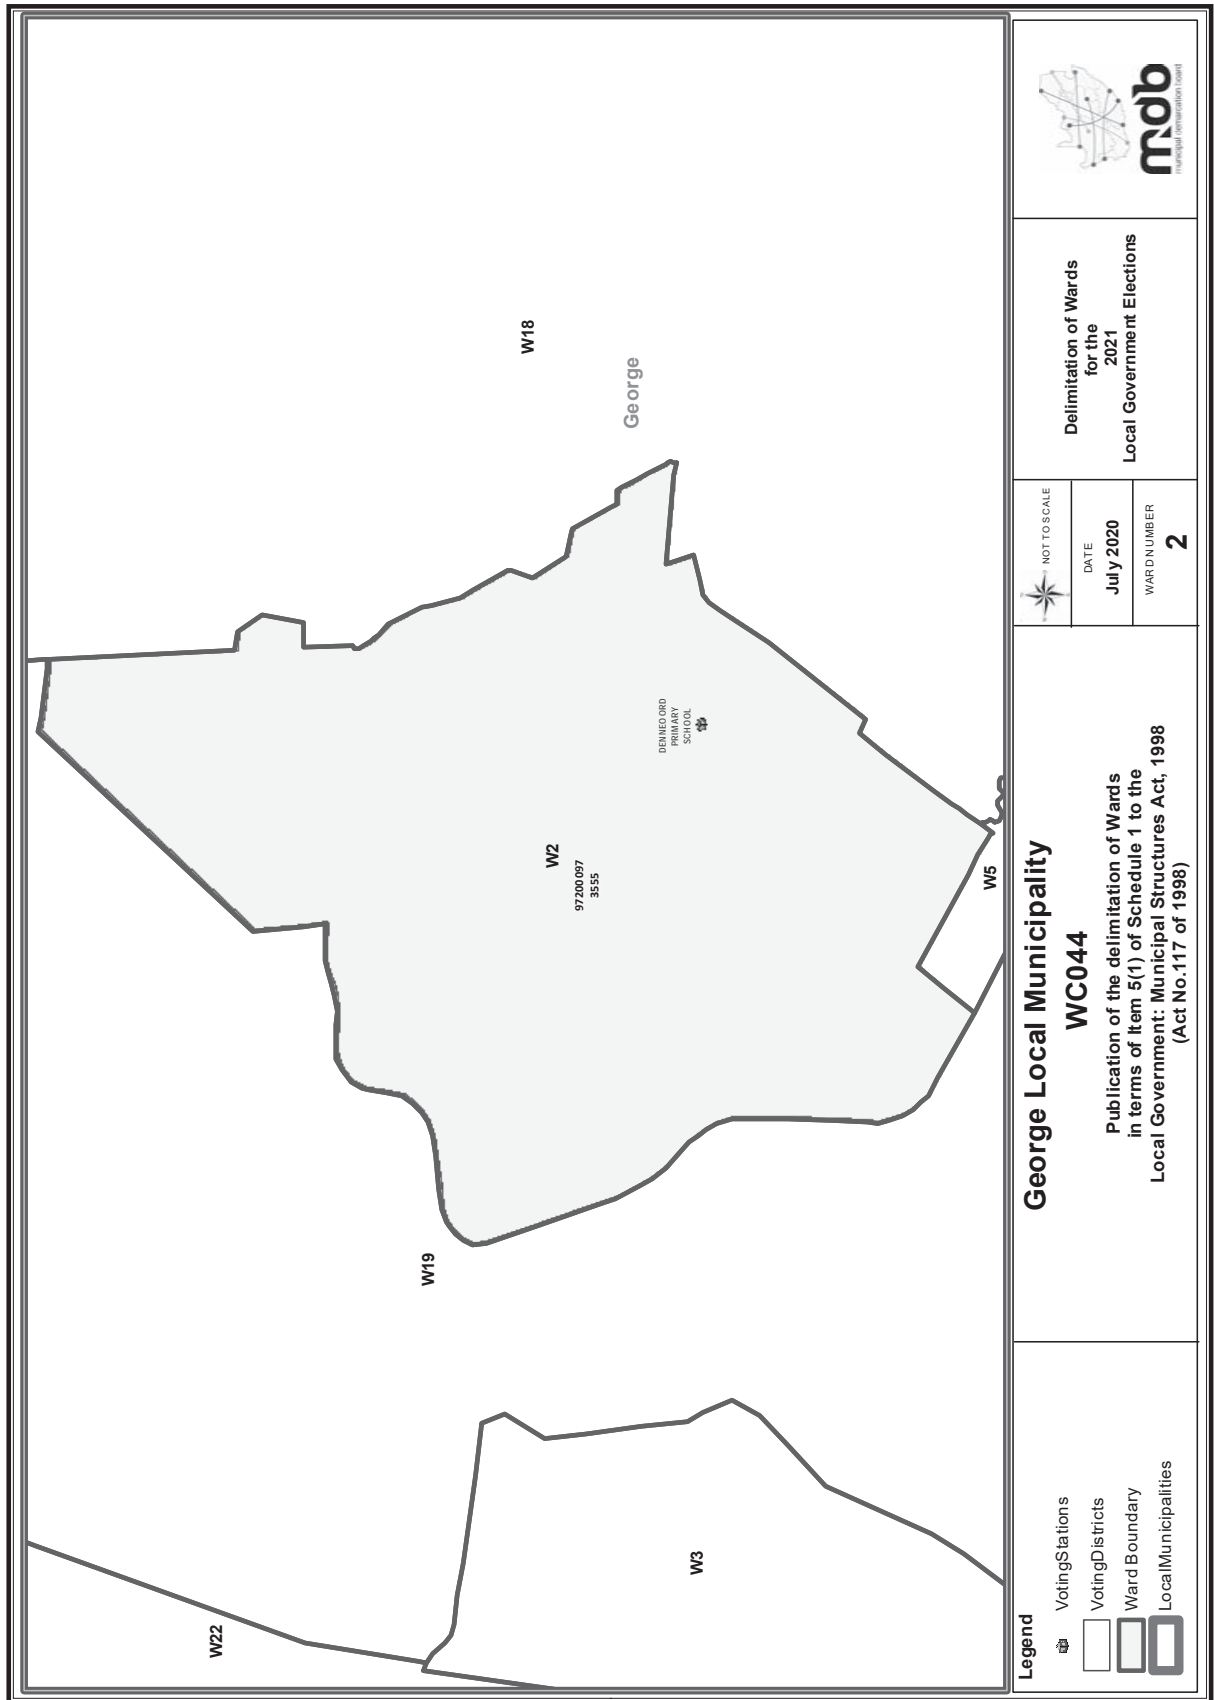 W22
W19
W3
W2
97200097
3555
DENNEOORD
PRIMARY
SCHOOL
W5
W18
George
Legend
VotingStations
VotingDistricts
Ward Boundary
LocalMunicipalities
George Local Municipality
WC044
Publication of the delimitation of Wards
in terms of Item 5(1) of Schedule 1 to the
Local Government: Municipal Structures Act, 1998
(Act No.117 of 1998)
NOT TO SCALE
DATE
July 2020
WARD NUMBER
2
Delimitation of Wards
for the
2021
Local Government Elections
mdb
municipal demarcation board